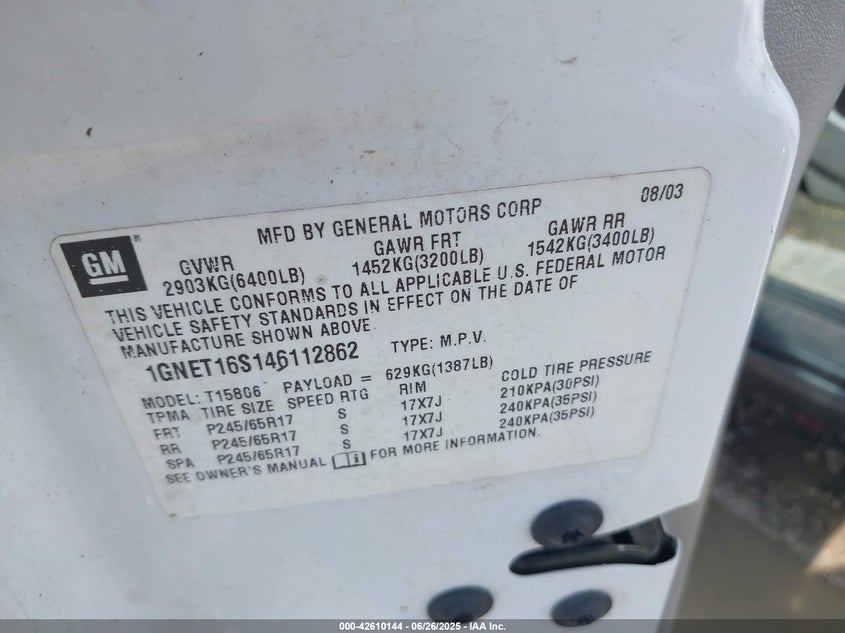 08/03
MFD BY GENERAL MOTORS CORP
GM®
GVWR GAWR FRT GAWR RR
2903KG(6400LB) 1452KG(3200LB) 1542KG(3400LB)
THIS VEHICLE CONFORMS TO ALL APPLICABLE U.S. FEDERAL MOTOR
VEHICLE SAFETY STANDARDS IN EFFECT ON THE DATE OF
MANUFACTURE SHOWN ABOVE.
1GNET16S146112862 TYPE: M.P.V.
MODEL: T15806 PAYLOAD = 629KG(1387LB)
TPMA TIRE SIZE SPEED RTG RIM COLD TIRE PRESSURE
FRT P245/65R17 S 17X7J 210KPA(30PSI)
RR P245/65R17 S 17X7J 240KPA(35PSI)
SPA P245/65R17 S 17X7J 240KPA(35PSI)
SEE OWNER'S MANUAL FOR MORE INFORMATION.
000-42610144 | 06/26/2025 | IAA Inc.